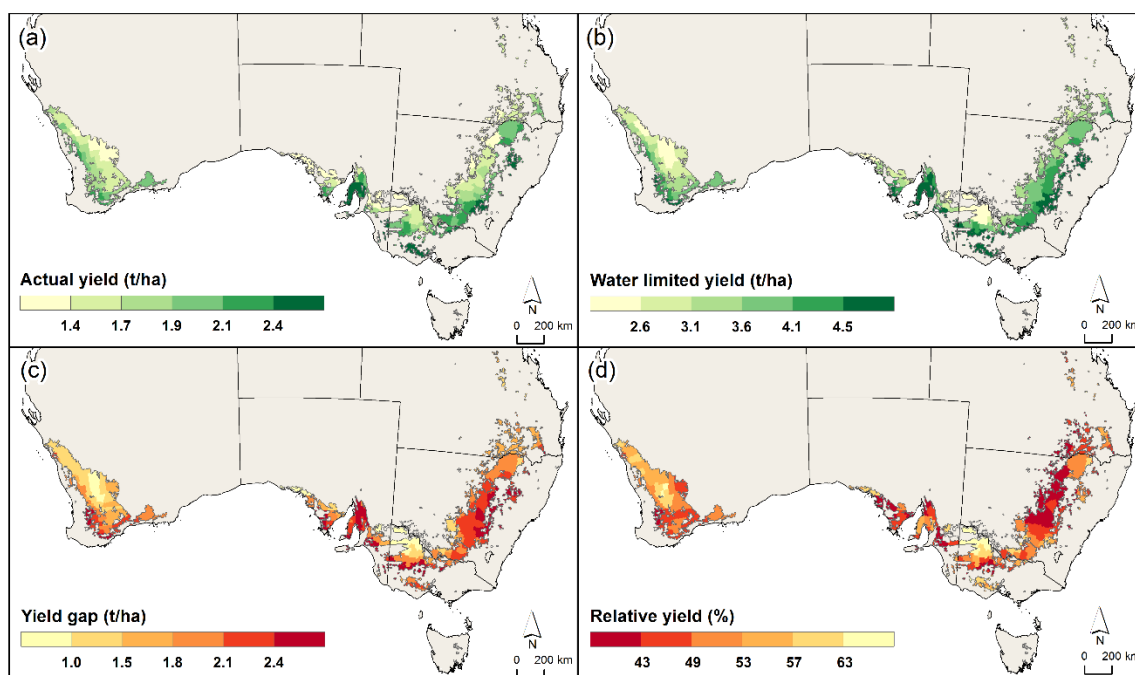 (a)
Actual yield (t/ha)
1.4 1.7 1.9 2.1 2.4
N
0 200 km
(b)
Water limited yield (t/ha)
2.6 3.1 3.6 4.1 4.5
N
0 200 km
(c)
Yield gap (t/ha)
1.0 1.5 1.8 2.1 2.4
N
0 200 km
(d)
Relative yield (%)
43 49 53 57 63
N
0 200 km